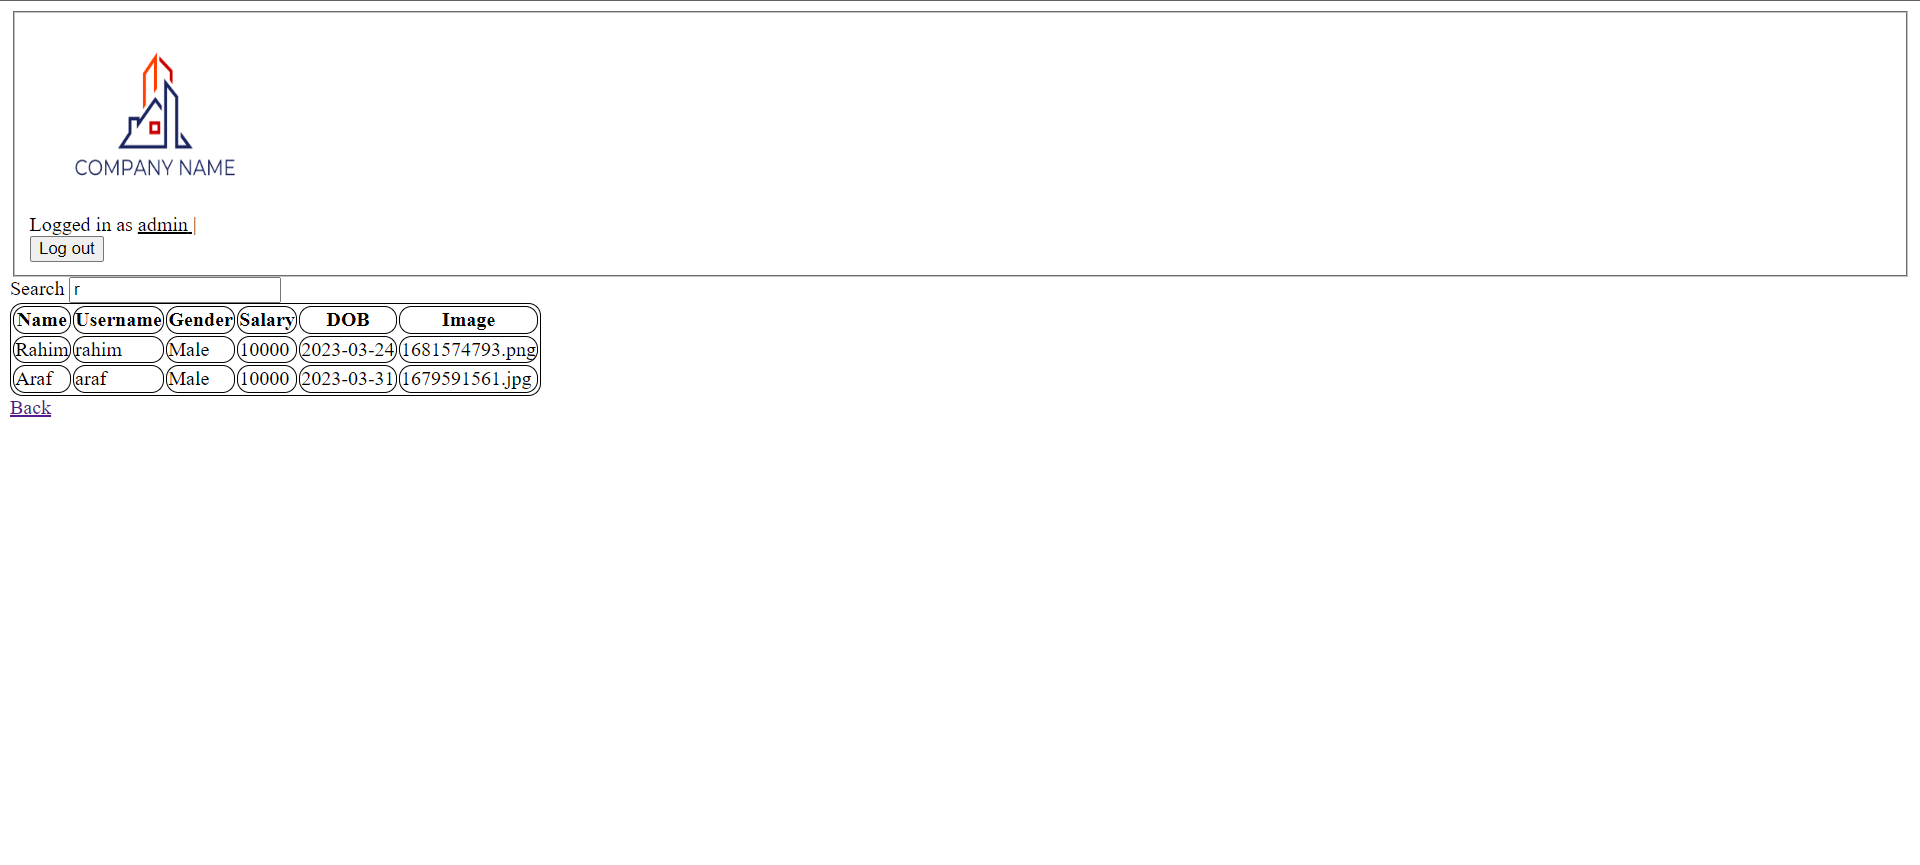 COMPANY NAME
Logged in as admin |
Log out
Search r
Name Username Gender Salary DOB Image
Rahim rahim Male 10000 2023-03-24 1681574793.png
Araf araf Male 10000 2023-03-31 1679591561.jpg
Back